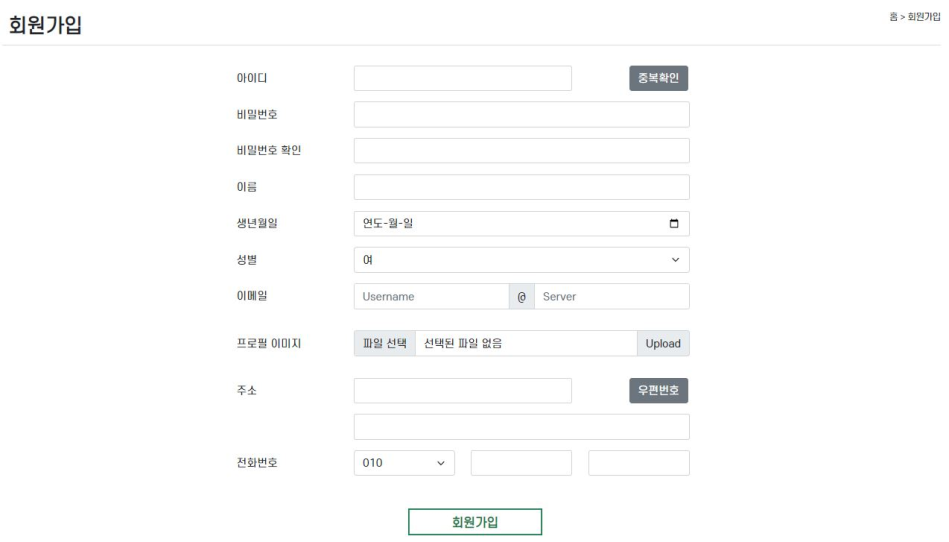 회원가입
홈 > 회원가입
아이디 중복확인
비밀번호
비밀번호 확인
이름
생년월일 연도-월-일
성별 여
이메일 Username @ Server
프로필 이미지 파일 선택 선택된 파일 없음 Upload
주소 우편번호
전화번호 010
회원가입